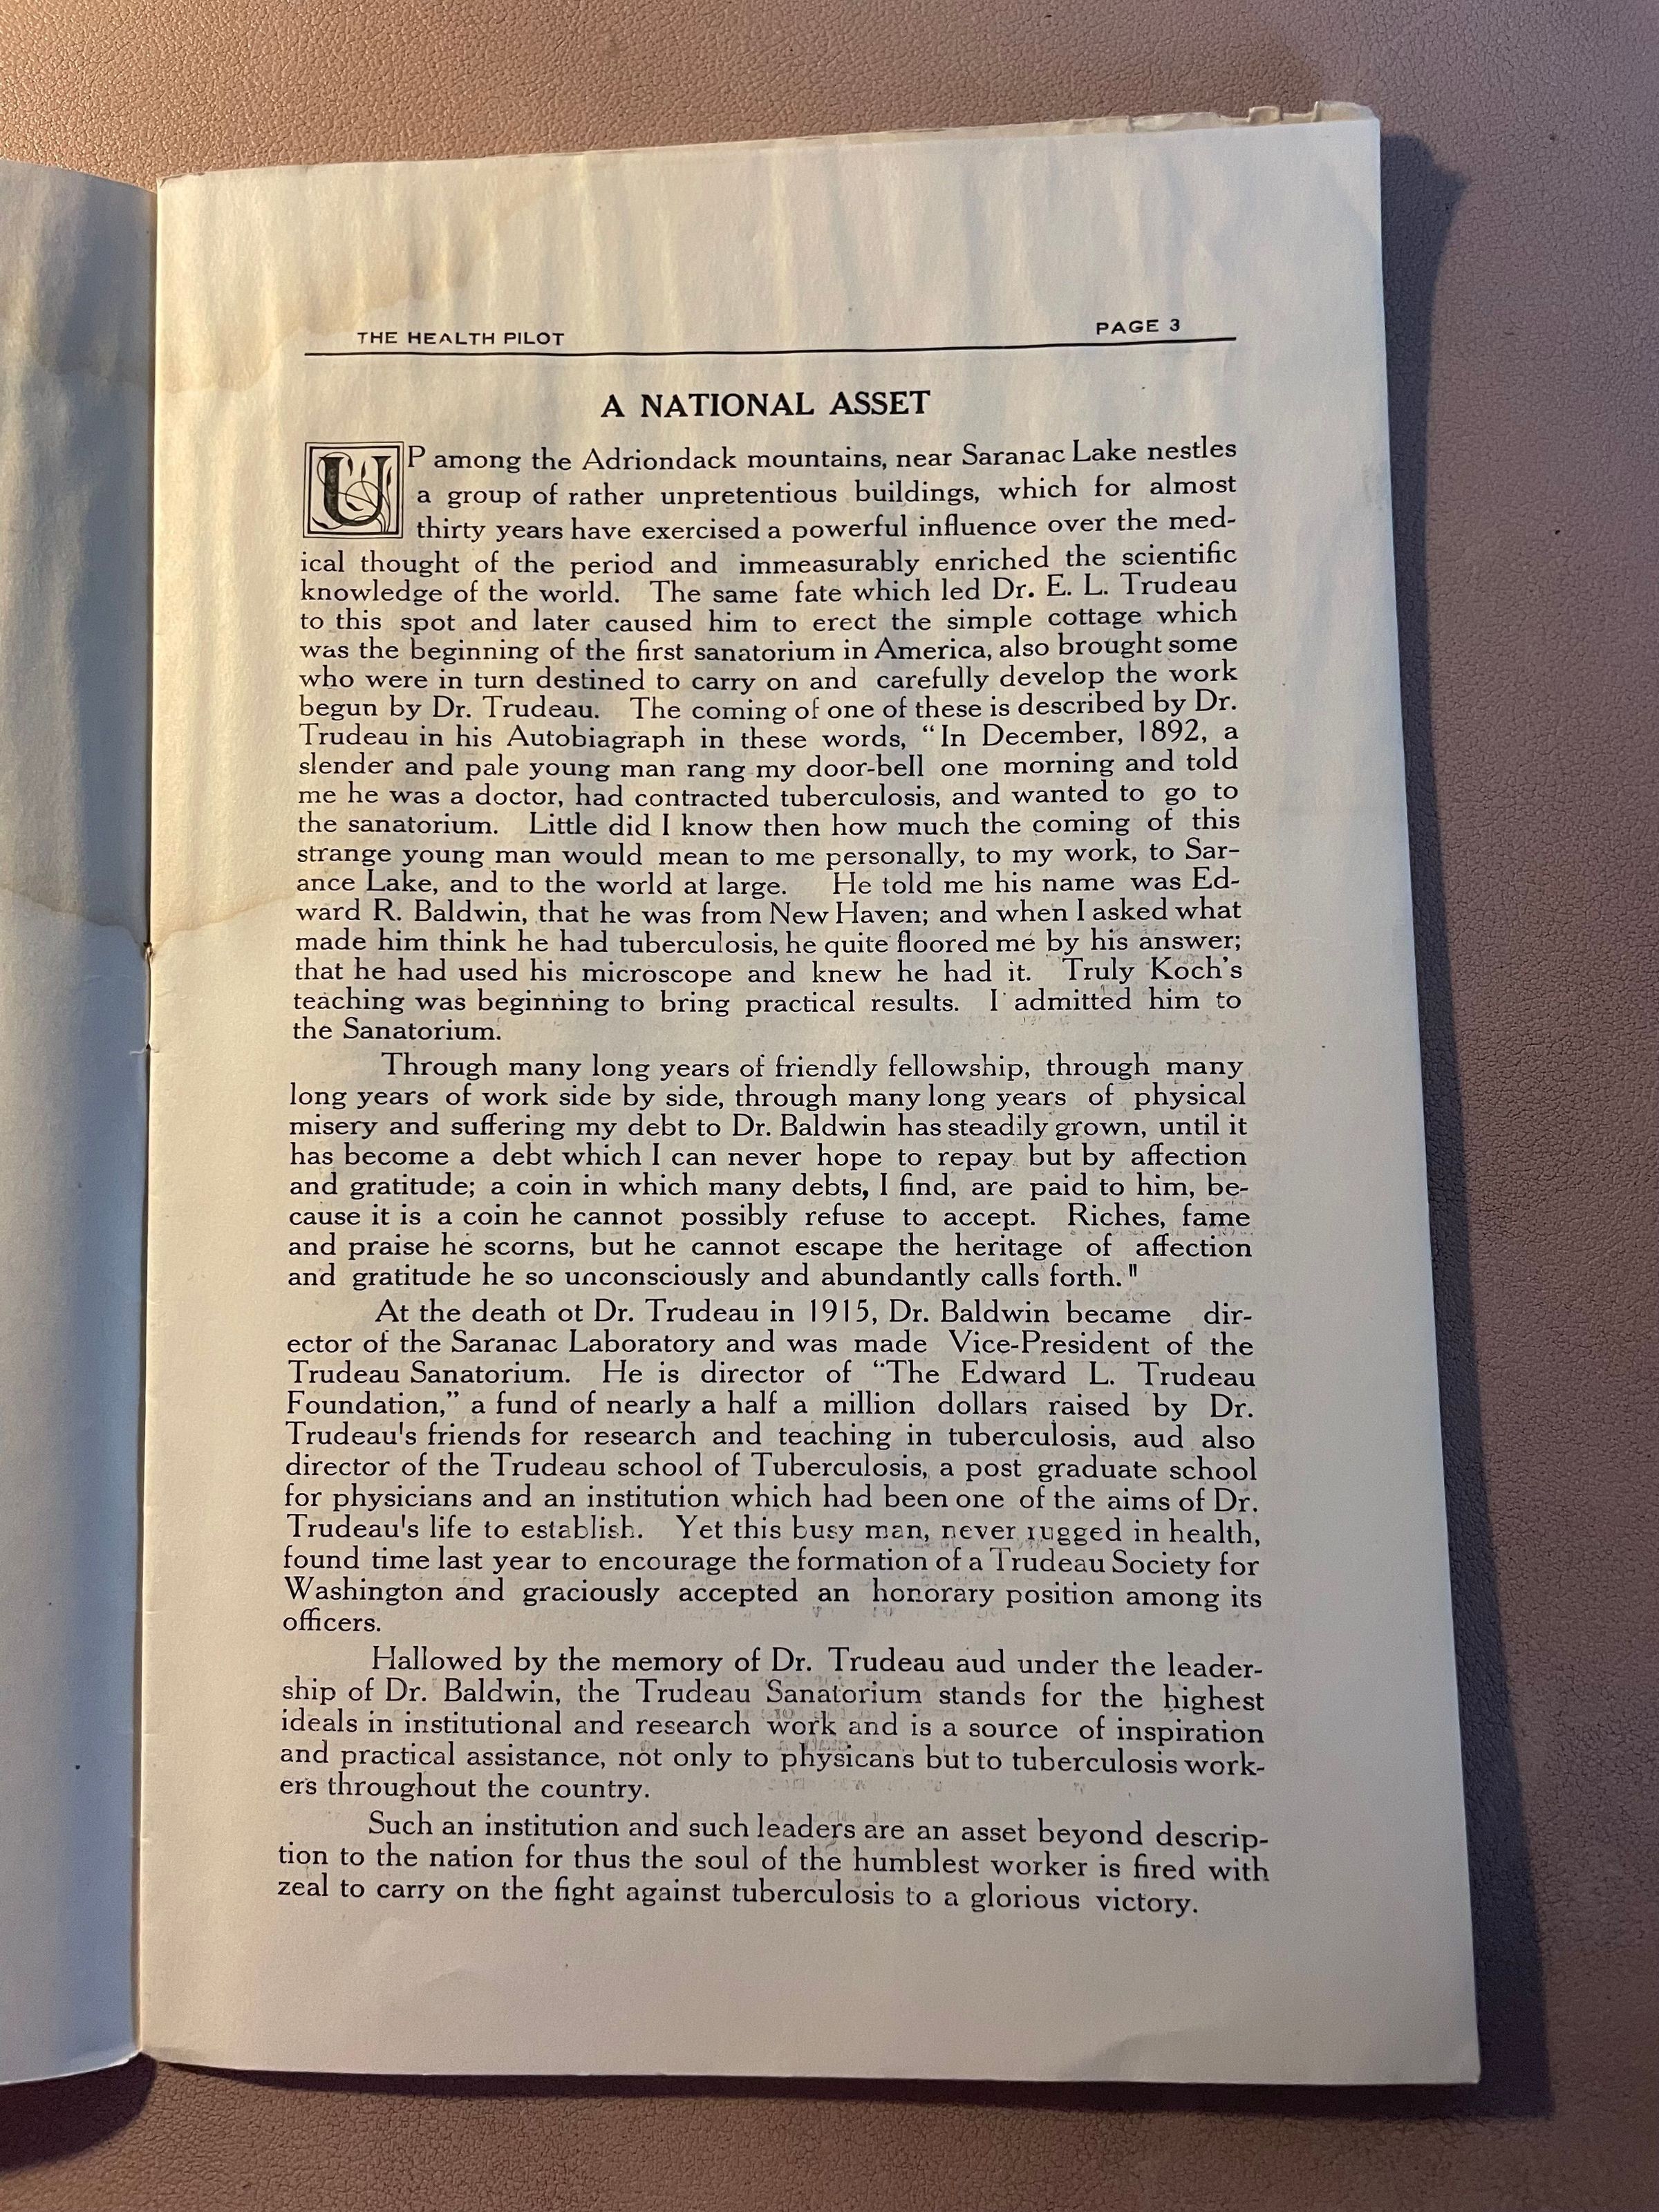 THE HEALTH PILOT PAGE 3
A NATIONAL ASSET
UP among the Adriondack mountains, near Saranac Lake nestles
a group of rather unpretentious buildings, which for almost
thirty years have exercised a powerful influence over the med-
ical thought of the period and immeasurably enriched the scientific
knowledge of the world. The same fate which led Dr. E. L. Trudeau
to this spot and later caused him to erect the simple cottage which
was the beginning of the first sanatorium in America, also brought some
who were in turn destined to carry on and carefully develop the work
begun by Dr. Trudeau. The coming of one of these is described by Dr.
Trudeau in his Autobiagraph in these words, "In December, 1892, a
slender and pale young man rang my door-bell one morning and told
me he was a doctor, had contracted tuberculosis, and wanted to go to
the sanatorium. Little did I know then how much the coming of this
strange young man would mean to me personally, to my work, to Sar-
ance Lake, and to the world at large. He told me his name was Ed-
ward R. Baldwin, that he was from New Haven; and when I asked what
made him think he had tuberculosis, he quite floored me by his answer;
that he had used his microscope and knew he had it. Truly Koch's
teaching was beginning to bring practical results. I admitted him to
the Sanatorium.
Through many long years of friendly fellowship, through many
long years of work side by side, through many long years of physical
misery and suffering my debt to Dr. Baldwin has steadily grown, until it
has become a debt which I can never hope to repay but by affection
and gratitude; a coin in which many debts, I find, are paid to him, be-
cause it is a coin he cannot possibly refuse to accept. Riches, fame
and praise he scorns, but he cannot escape the heritage of affection
and gratitude he so unconsciously and abundantly calls forth."
At the death ot Dr. Trudeau in 1915, Dr. Baldwin became dir-
ector of the Saranac Laboratory and was made Vice-President of the
Trudeau Sanatorium. He is director of "The Edward L. Trudeau
Foundation," a fund of nearly a half a million dollars raised by Dr.
Trudeau's friends for research and teaching in tuberculosis, aud also
director of the Trudeau school of Tuberculosis, a post graduate school
for physicians and an institution which had been one of the aims of Dr.
Trudeau's life to establish. Yet this busy man, never rugged in health,
found time last year to encourage the formation of a Trudeau Society for
Washington and graciously accepted an honorary position among its
officers.
Hallowed by the memory of Dr. Trudeau aud under the leader-
ship of Dr. Baldwin, the Trudeau Sanatorium stands for the highest
ideals in institutional and research work and is a source of inspiration
and practical assistance, not only to physicans but to tuberculosis work-
ers throughout the country.
Such an institution and such leaders are an asset beyond descrip-
tion to the nation for thus the soul of the humblest worker is fired with
zeal to carry on the fight against tuberculosis to a glorious victory.